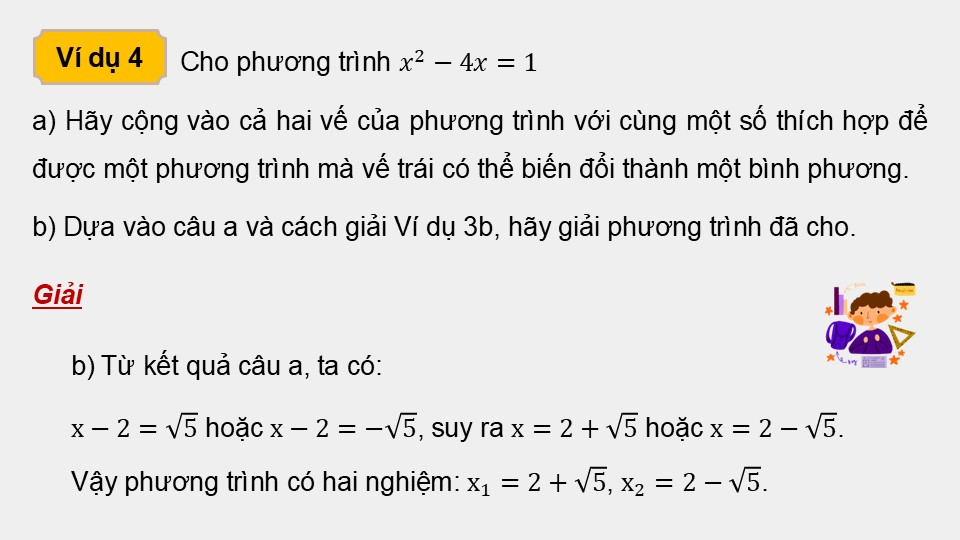 Ví dụ 4 Cho phương trình x² − 4x = 1
a) Hãy cộng vào cả hai vế của phương trình với cùng một số thích hợp để
được một phương trình mà vế trái có thể biến đổi thành một bình phương.
b) Dựa vào câu a và cách giải Ví dụ 3b, hãy giải phương trình đã cho.
Giải
b) Từ kết quả câu a, ta có:
x − 2 = √5 hoặc x − 2 = −√5, suy ra x = 2 + √5 hoặc x = 2 − √5.
Vậy phương trình có hai nghiệm: x₁ = 2 + √5, x₂ = 2 − √5.